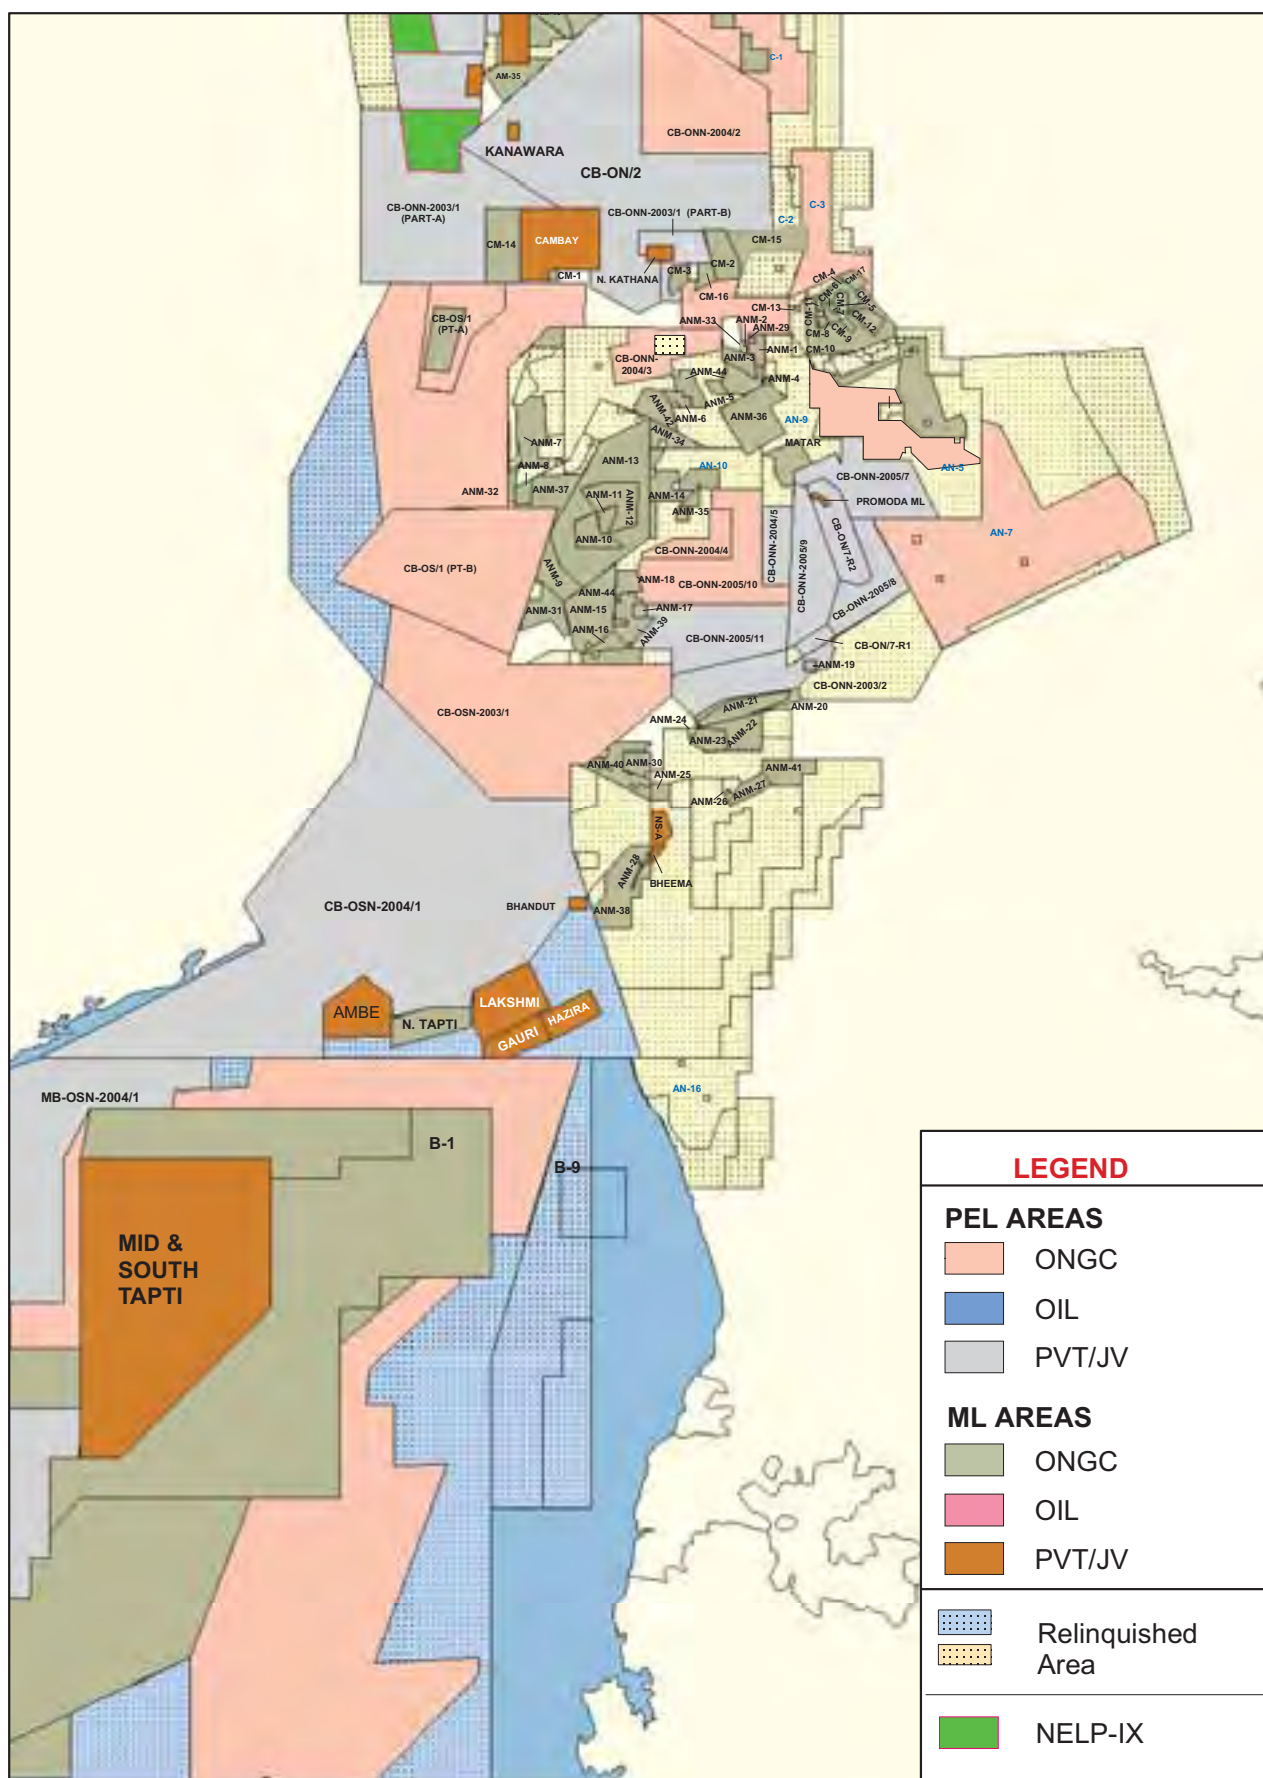 C-1
AM-35
CB-ONN-2004/2
KANAWARA
CB-ON/2
CB-ONN-2003/1
(PART-A)
CB-ONN-2003/1 (PART-B)
C-2
C-3
CM-14
CAMBAY
CM-15
CM-1
N. KATHANA
CM-3
CM-2
CM-16
CM-4
CM-17
CM-6
CM-5
CM-7
CM-11
CM-13
CM-12
CM-8
CM-9
CM-10
CB-OS/1
(PT-A)
ANM-33
ANM-2
ANM-29
ANM-1
ANM-3
CB-ONN-
2004/3
ANM-44
ANM-4
ANM-5
ANM-42
ANM-6
ANM-36
AN-9
ANM-34
MATAR
ANM-7
ANM-8
ANM-13
AN-10
CB-ONN-2005/7
AN-5
ANM-32
ANM-37
ANM-11
ANM-12
ANM-14
ANM-35
PROMODA ML
ANM-10
CB-ONN-2004/5
CB-ON/7-R2
AN-7
CB-ONN-2004/4
CB-ONN-2005/9
CB-OS/1 (PT-B)
ANM-9
ANM-18
CB-ONN-2005/10
CB-ONN-2005/8
ANM-44
ANM-31
ANM-15
ANM-17
ANM-16
ANM-39
CB-ONN-2005/11
CB-ON/7-R1
ANM-19
CB-ONN-2003/2
CB-OSN-2003/1
ANM-21
ANM-20
ANM-24
ANM-23
ANM-22
ANM-40
ANM-30
ANM-25
ANM-41
ANM-26
ANM-27
NS-A
ANM-28
BHEEMA
CB-OSN-2004/1
BHANDUT
ANM-38
AMBE
N. TAPTI
LAKSHMI
GAURI
HAZIRA
MB-OSN-2004/1
AN-16
B-1
B-9
MID &
SOUTH
TAPTI
LEGEND
PEL AREAS
ONGC
OIL
PVT/JV
ML AREAS
ONGC
OIL
PVT/JV
Relinquished
Area
NELP-IX